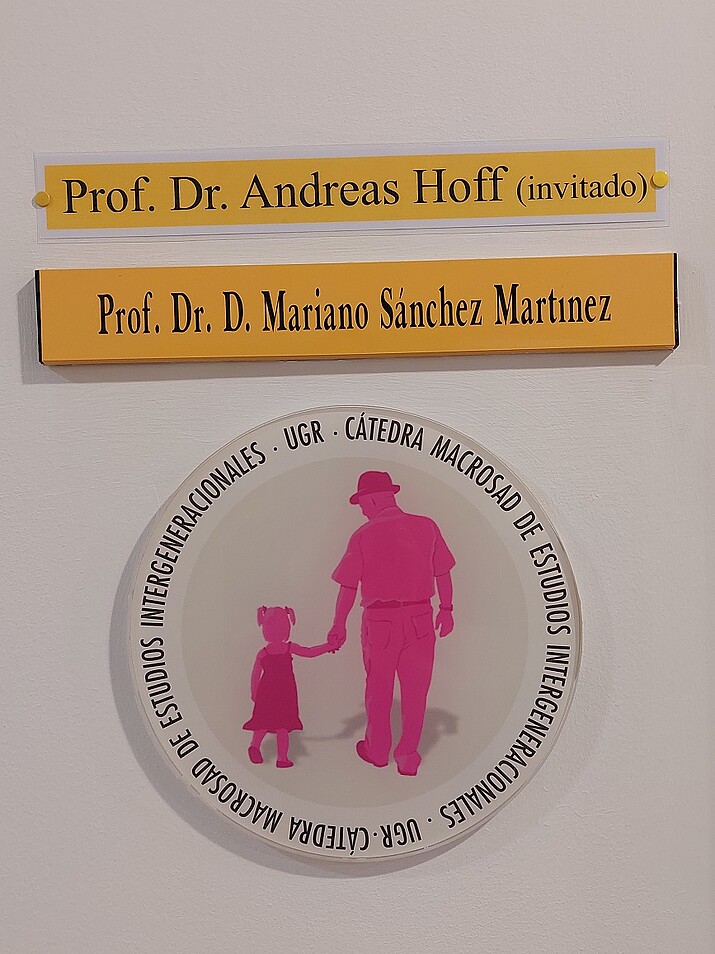 Prof. Dr. Andreas Hoff (invitado)
Prof. Dr. D. Mariano Sánchez Martınez
UGR · CÁTEDRA MACROSAD DE ESTUDIOS INTERGENERACIONALES · UGR · CÁTEDRA MACROSAD DE ESTUDIOS INTERGENERACIONALES ·